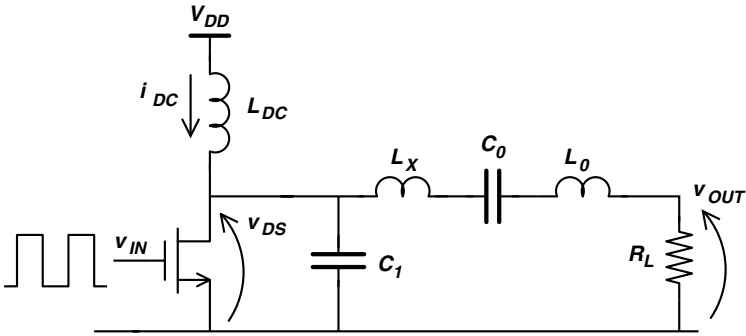 V_DD
i_DC
L_DC
L_X
C_0
L_0
v_OUT
v_IN
v_DS
C_1
R_L